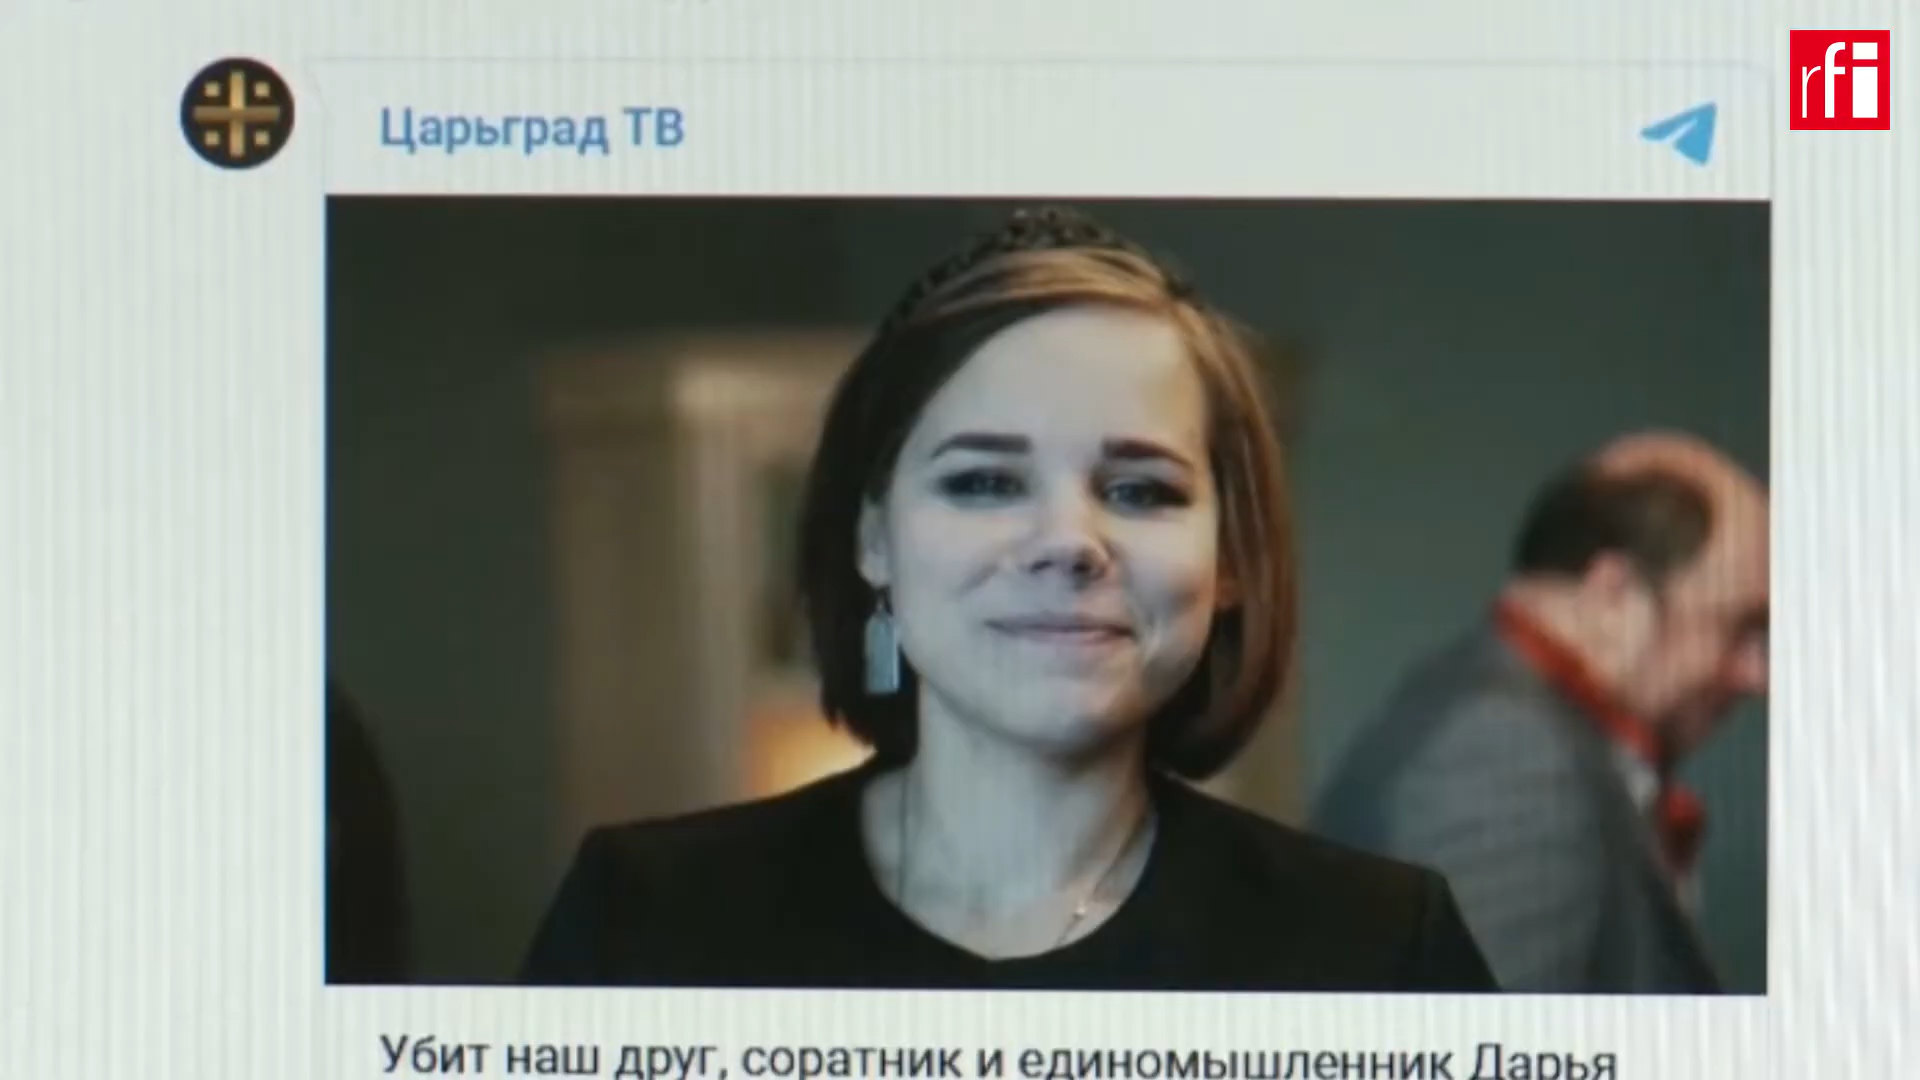 rfi
Царьград ТВ
Убит наш друг, соратник и единомышленник Дарья